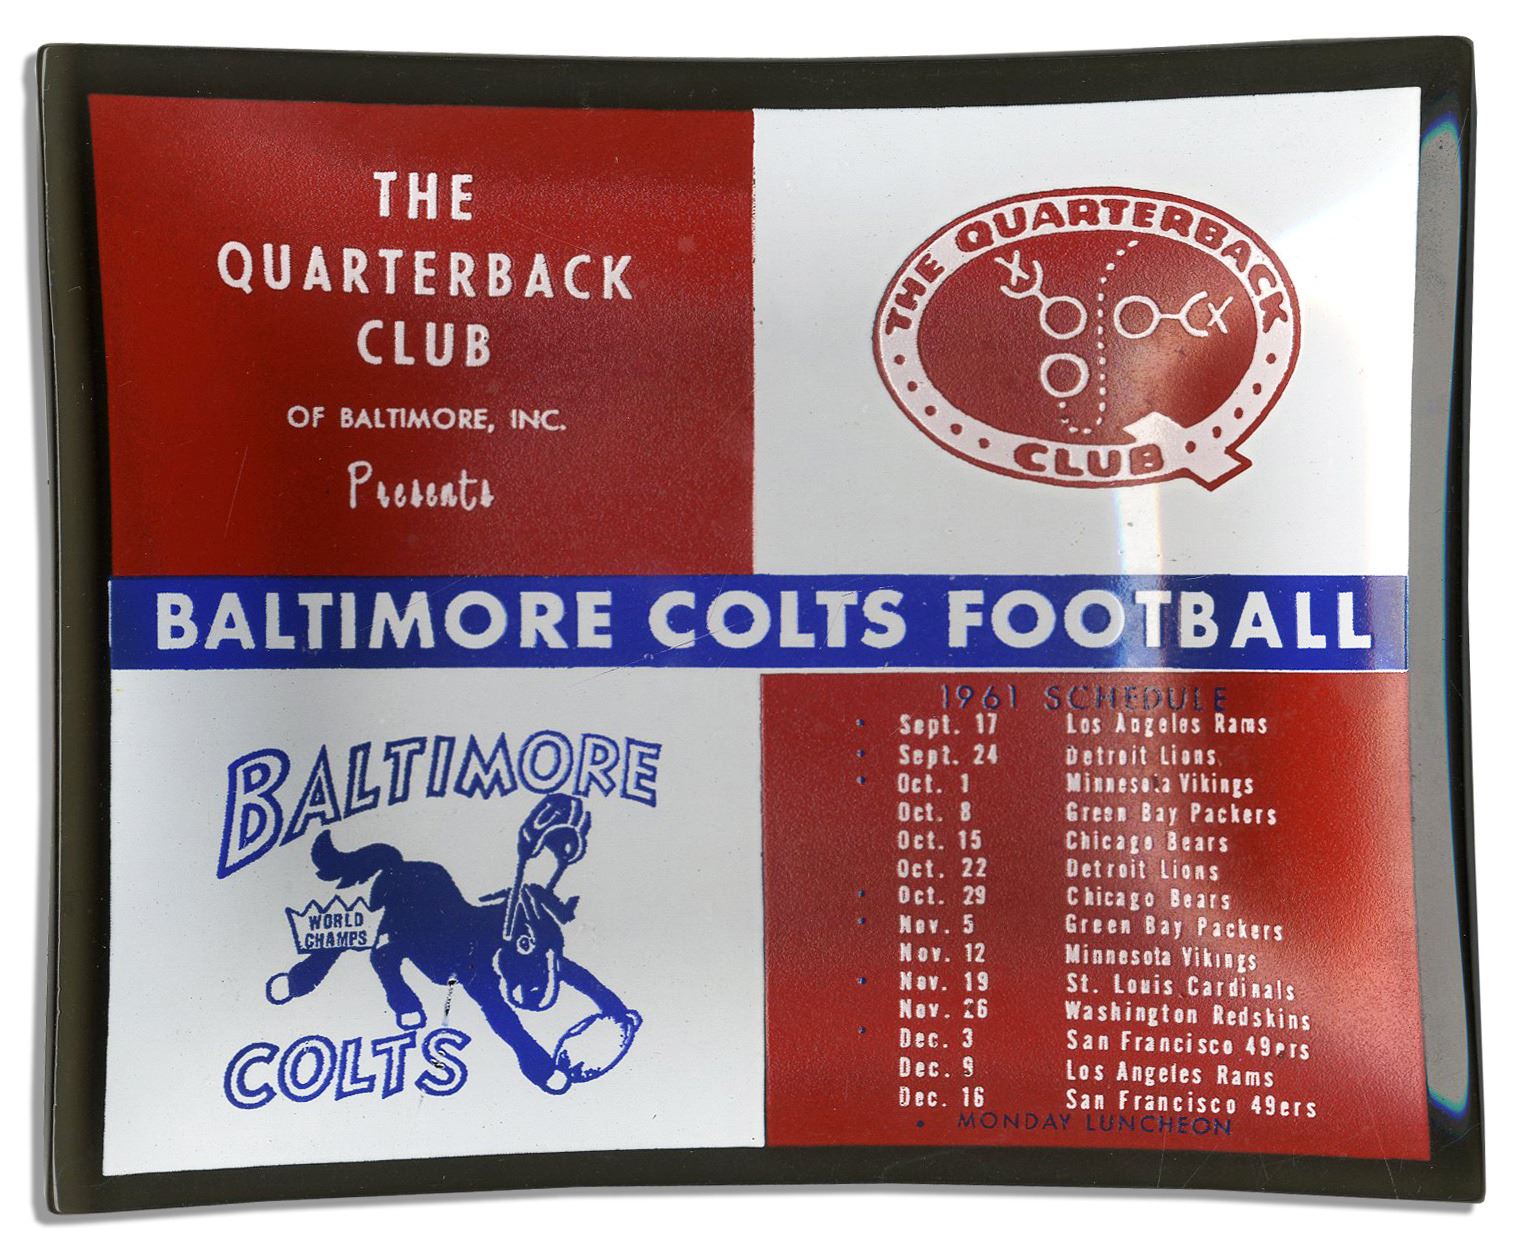 THE
QUARTERBACK
CLUB
OF BALTIMORE, INC.
Presents
THE QUARTERBACK
CLUB
BALTIMORE COLTS FOOTBALL
BALTIMORE
WORLD
CHAMPS
COLTS
1961 SCHEDULE
• Sept. 17 Los Angeles Rams
• Sept. 24 Detroit Lions
• Oct. 1 Minnesota Vikings
Oct. 8 Green Bay Packers
Oct. 15 Chicago Bears
Oct. 22 Detroit Lions
• Oct. 29 Chicago Bears
• Nov. 5 Green Bay Packers
Nov. 12 Minnesota Vikings
• Nov. 19 St. Louis Cardinals
Nov. 26 Washington Redskins
• Dec. 3 San Francisco 49ers
Dec. 9 Los Angeles Rams
Dec. 16 San Francisco 49ers
• MONDAY LUNCHEON